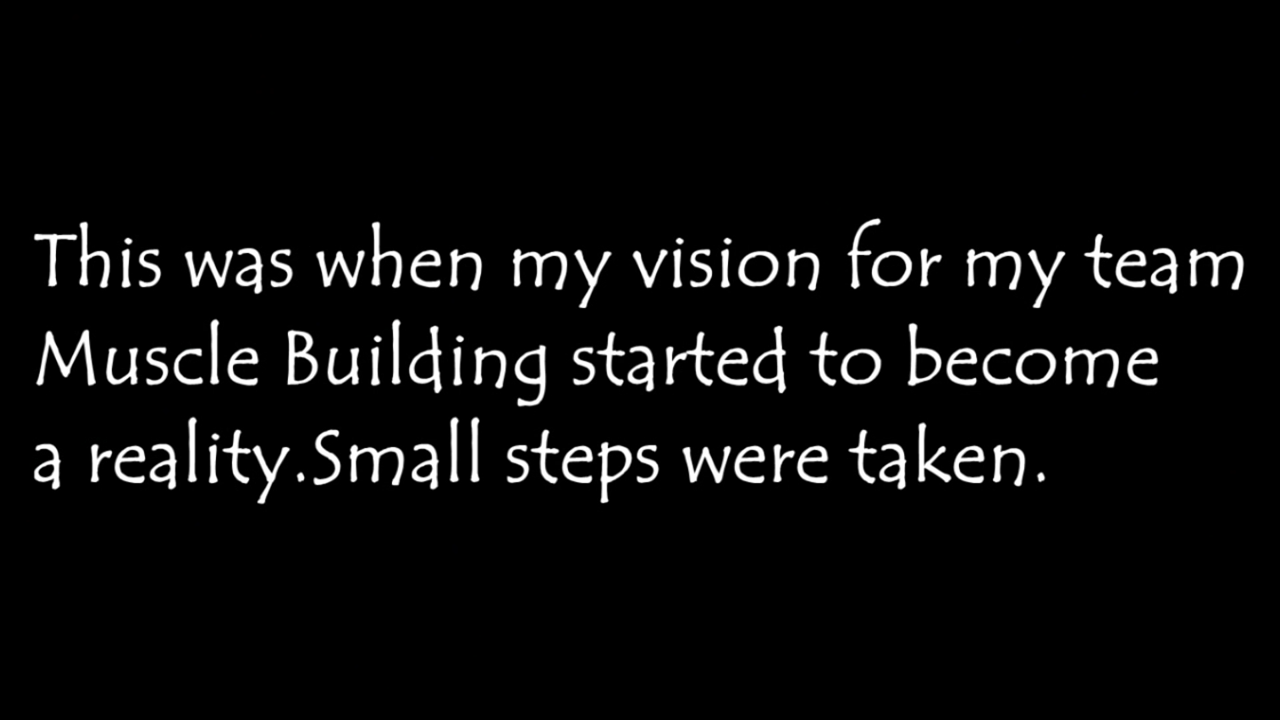 This was when my vision for my team
Muscle Building started to become
a reality.Small steps were taken.